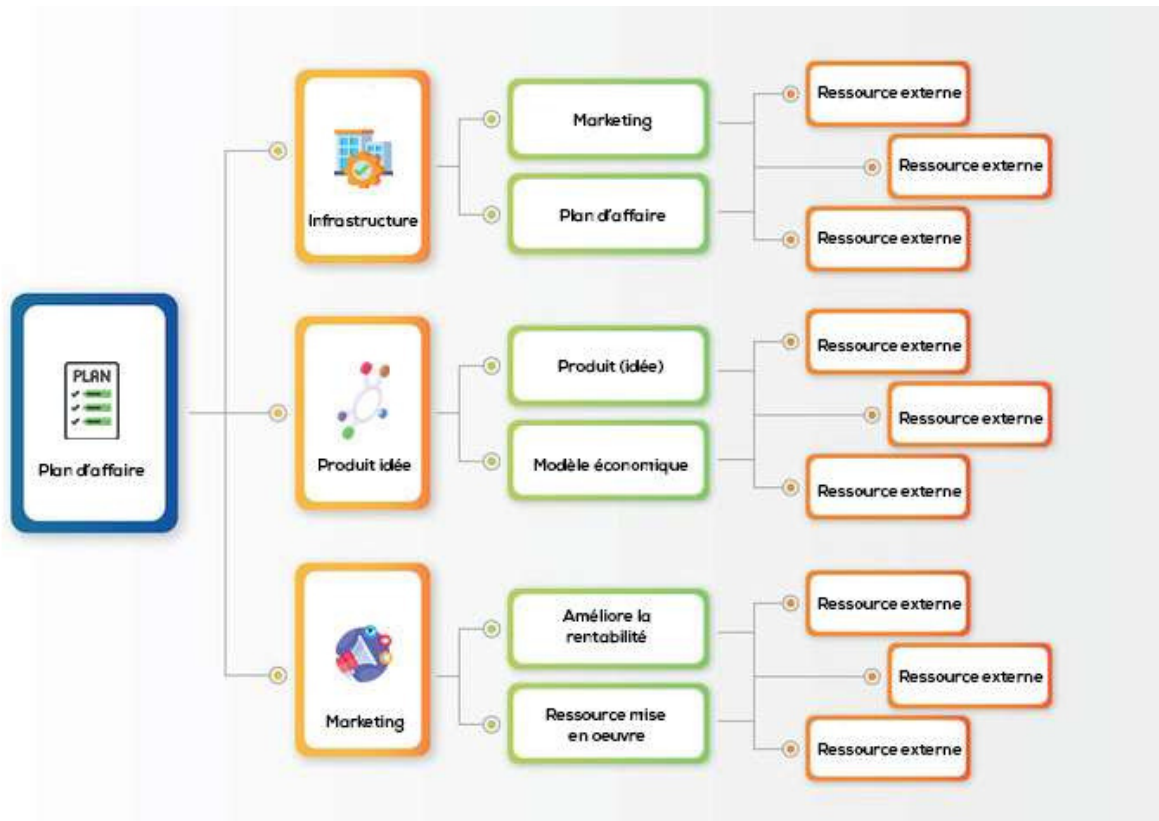 PLAN
Plan d'affaire
Infrastructure
Marketing
Plan d'affaire
Ressource externe
Ressource externe
Ressource externe
Produit idée
Produit (idée)
Modèle économique
Ressource externe
Ressource externe
Ressource externe
Marketing
Améliore la
rentabilité
Ressource mise
en oeuvre
Ressource externe
Ressource externe
Ressource externe